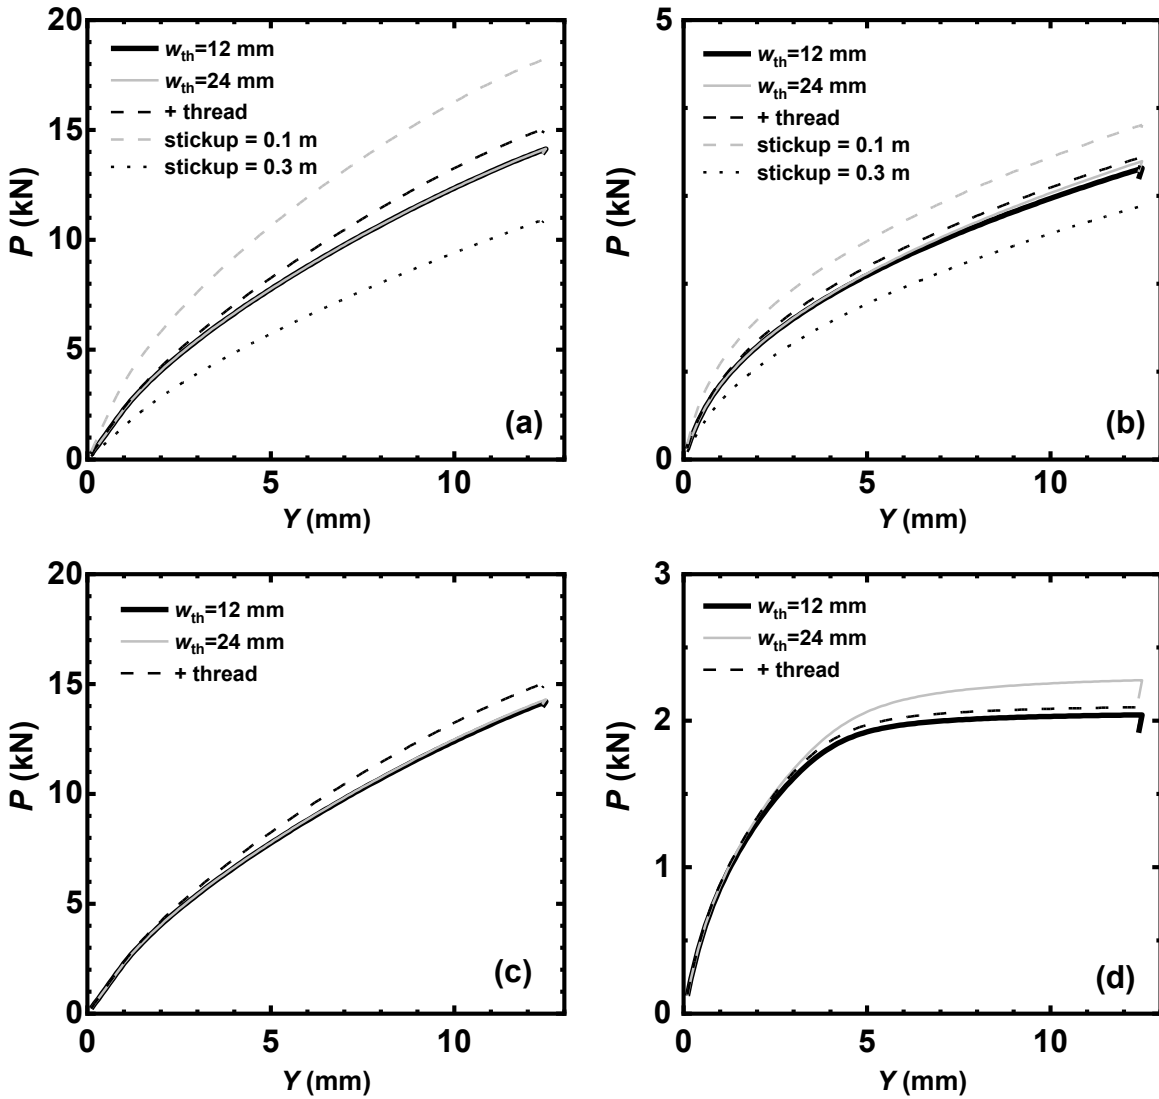 20
15
10
5
0
P (kN)
w_th=12 mm
w_th=24 mm
+ thread
stickup = 0.1 m
stickup = 0.3 m
(a)
0 5 10
Y (mm)
5
0
P (kN)
w_th=12 mm
w_th=24 mm
+ thread
stickup = 0.1 m
stickup = 0.3 m
(b)
0 5 10
Y (mm)
20
15
10
5
0
P (kN)
w_th=12 mm
w_th=24 mm
+ thread
(c)
0 5 10
Y (mm)
3
2
1
0
P (kN)
w_th=12 mm
w_th=24 mm
+ thread
(d)
0 5 10
Y (mm)